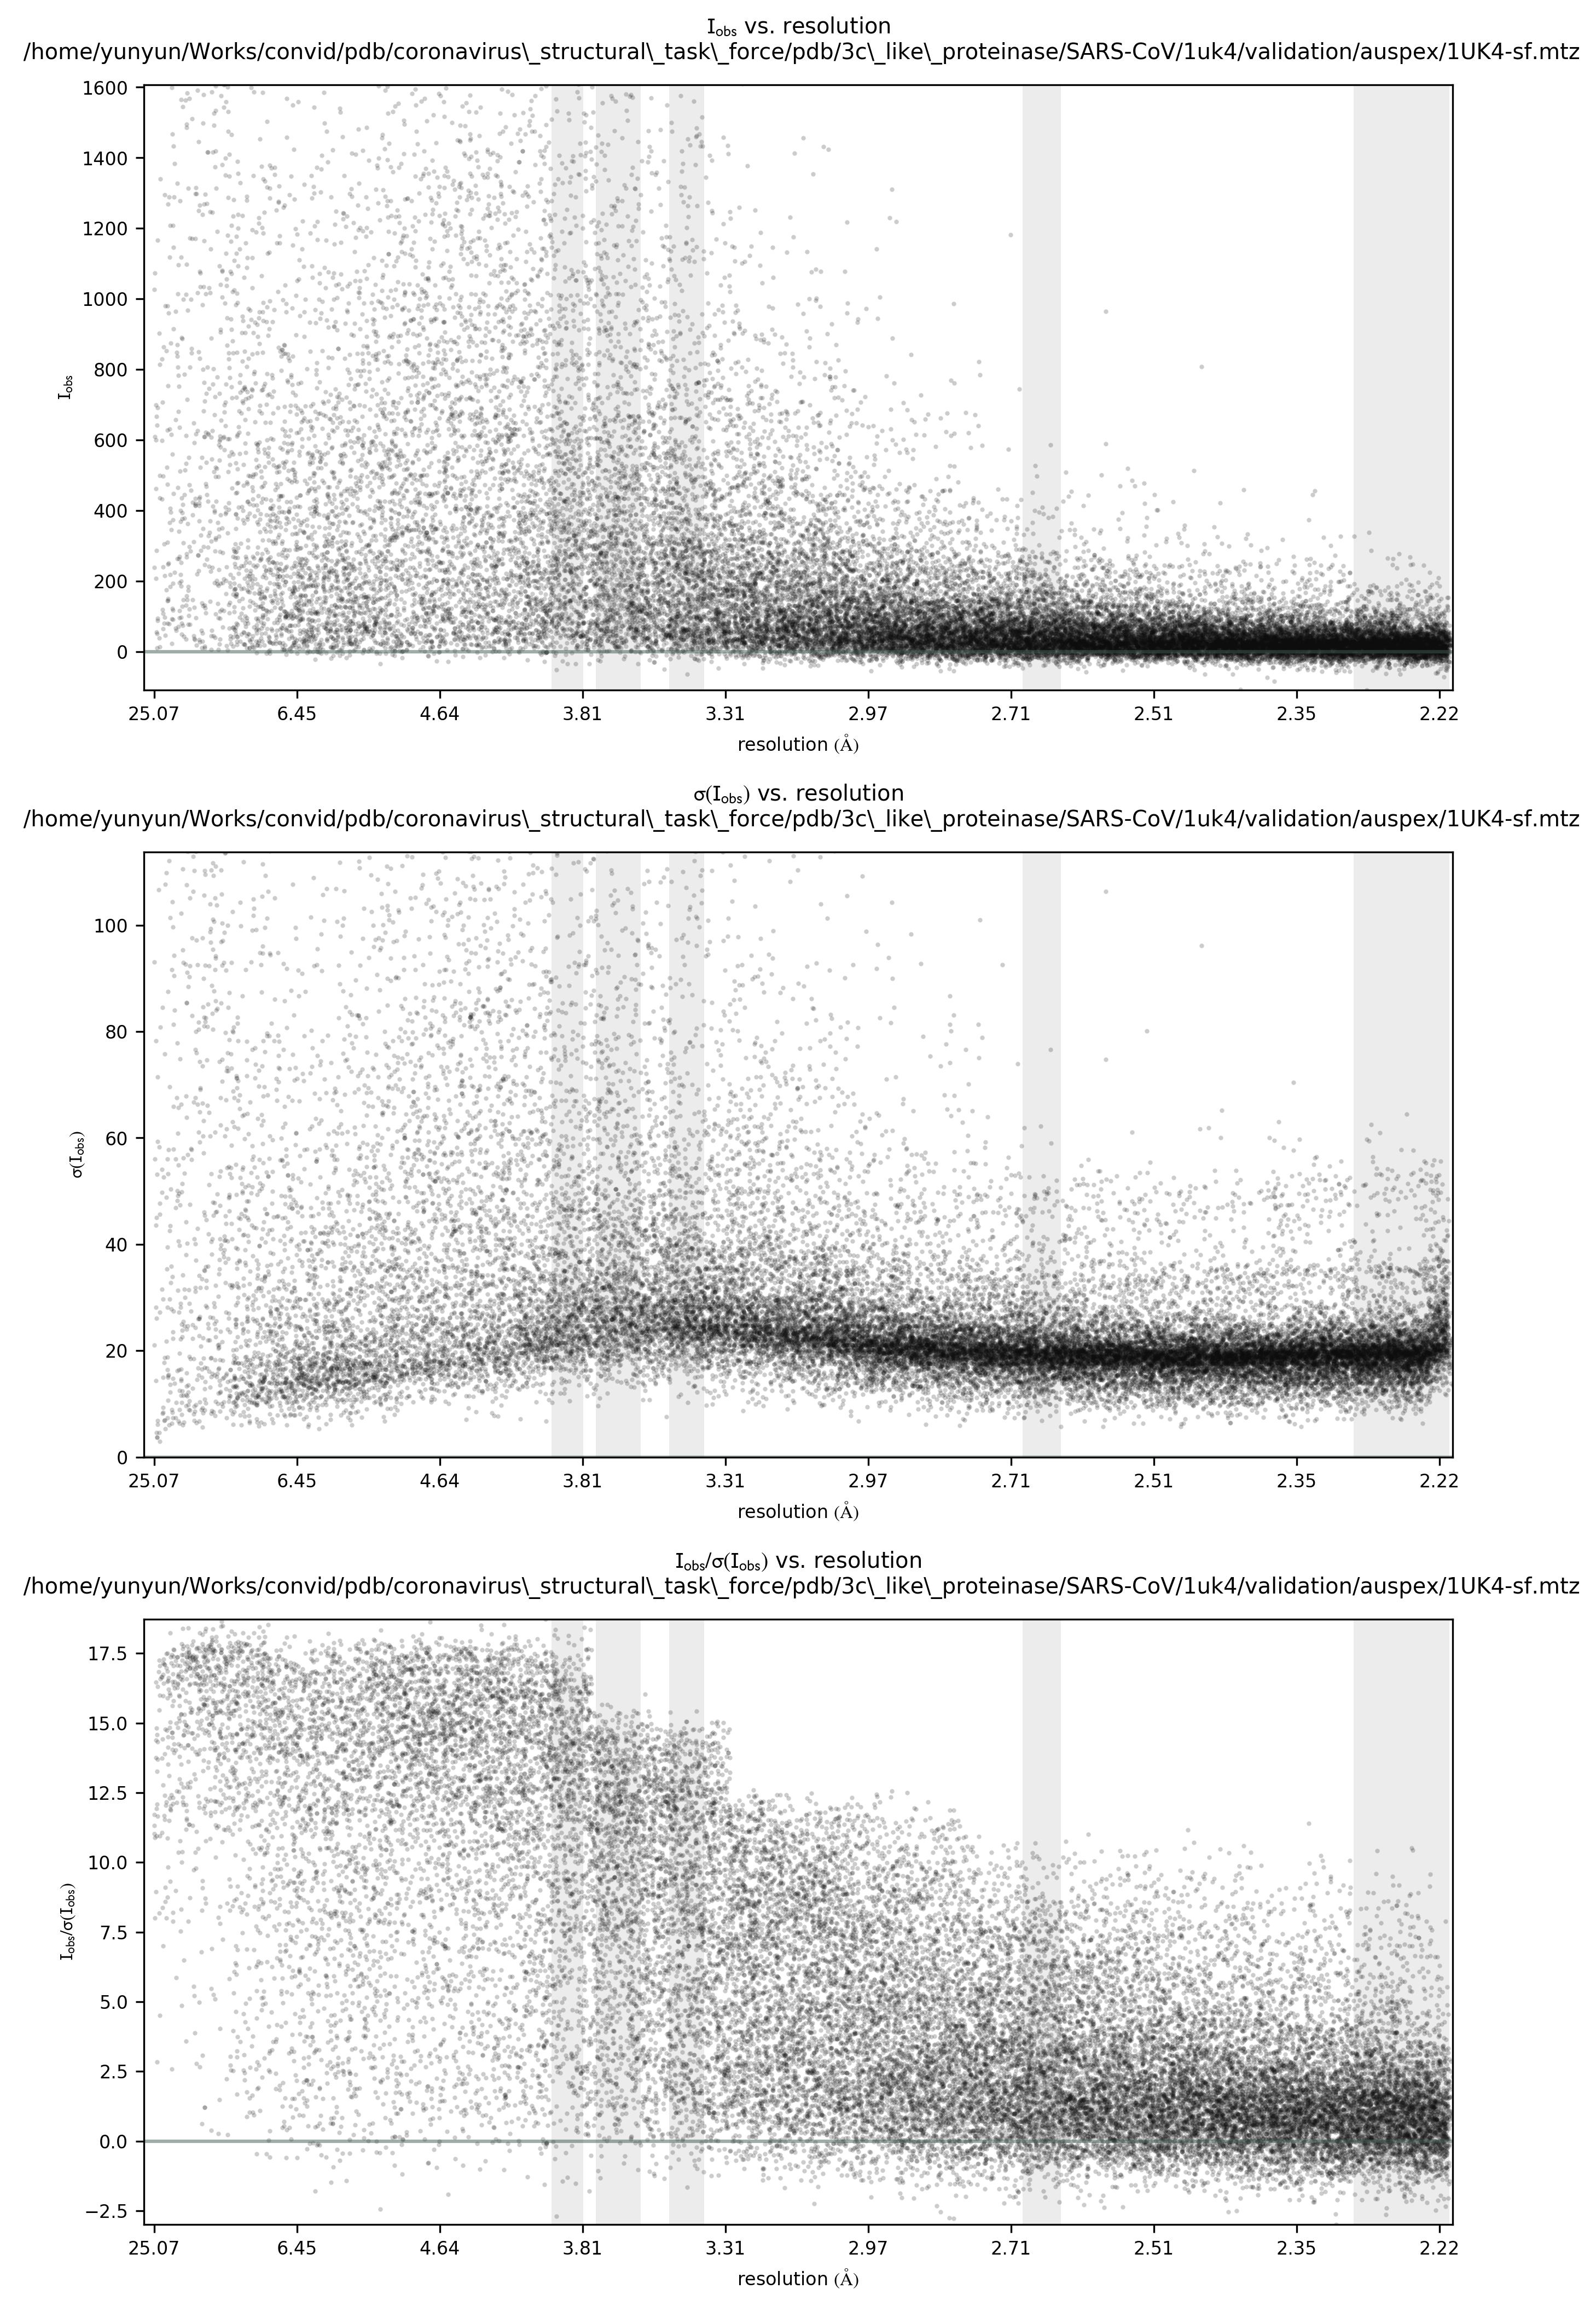 Iobs vs. resolution
/home/yunyun/Works/convid/pdb/coronavirus\_structural\_task\_force/pdb/3c\_like\_proteinase/SARS-CoV/1uk4/validation/auspex/1UK4-sf.mtz
1600
1400
1200
1000
800
600
400
200
0
Iobs
25.07 6.45 4.64 3.81 3.31 2.97 2.71 2.51 2.35 2.22
resolution (Å)
σ(Iobs) vs. resolution
/home/yunyun/Works/convid/pdb/coronavirus\_structural\_task\_force/pdb/3c\_like\_proteinase/SARS-CoV/1uk4/validation/auspex/1UK4-sf.mtz
100
80
60
40
20
0
σ(Iobs)
25.07 6.45 4.64 3.81 3.31 2.97 2.71 2.51 2.35 2.22
resolution (Å)
Iobs/σ(Iobs) vs. resolution
/home/yunyun/Works/convid/pdb/coronavirus\_structural\_task\_force/pdb/3c\_like\_proteinase/SARS-CoV/1uk4/validation/auspex/1UK4-sf.mtz
17.5
15.0
12.5
10.0
7.5
5.0
2.5
0.0
−2.5
Iobs/σ(Iobs)
25.07 6.45 4.64 3.81 3.31 2.97 2.71 2.51 2.35 2.22
resolution (Å)